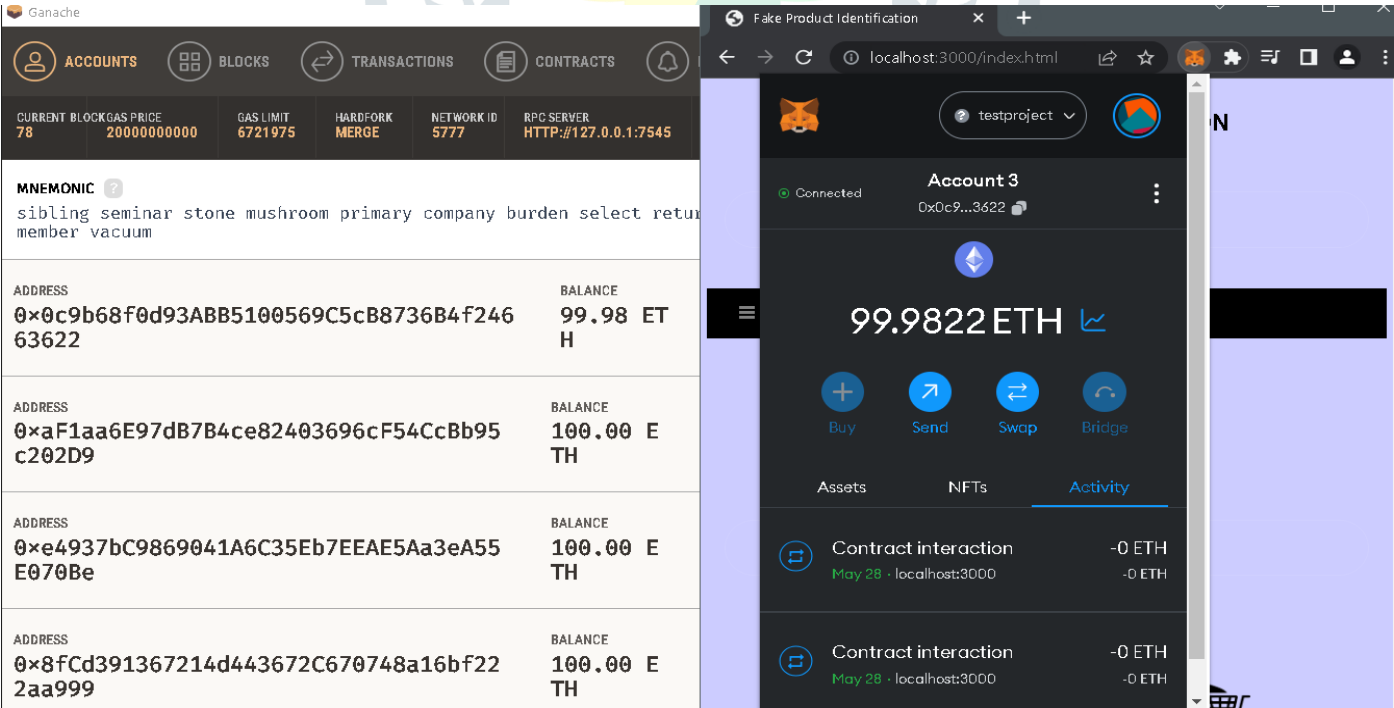 Ganache
ACCOUNTS BLOCKS TRANSACTIONS CONTRACTS
CURRENT BLOCK GAS PRICE GAS LIMIT HARDFORK NETWORK ID RPC SERVER
78 20000000000 6721975 MERGE 5777 HTTP://127.0.0.1:7545
MNEMONIC ?
sibling seminar stone mushroom primary company burden select retur
member vacuum
ADDRESS BALANCE
0×0c9b68f0d93ABB5100569C5cB8736B4f246 99.98 ET
63622 H
ADDRESS BALANCE
0×aF1aa6E97dB7B4ce82403696cF54CcBb95 100.00 E
c202D9 TH
ADDRESS BALANCE
0×e4937bC9869041A6C35Eb7EEAE5Aa3eA55 100.00 E
E070Be TH
ADDRESS BALANCE
0×8fCd391367214d443672C670748a16bf22 100.00 E
2aa999 TH
Fake Product Identification
localhost:3000/index.html
N
? testproject
Connected
Account 3
0x0c9...3622
99.9822 ETH
Buy Send Swap Bridge
Assets NFTs Activity
Contract interaction -0 ETH
May 28 · localhost:3000 -0 ETH
Contract interaction -0 ETH
May 28 · localhost:3000 -0 ETH